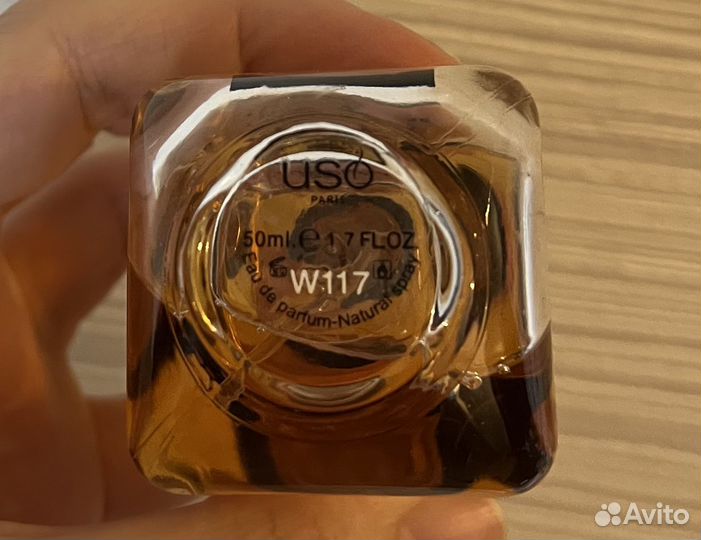 uso
PARIS
50ml. e 1 7 FL.OZ.
W117
Eau de parfum-Natural spray
Avito